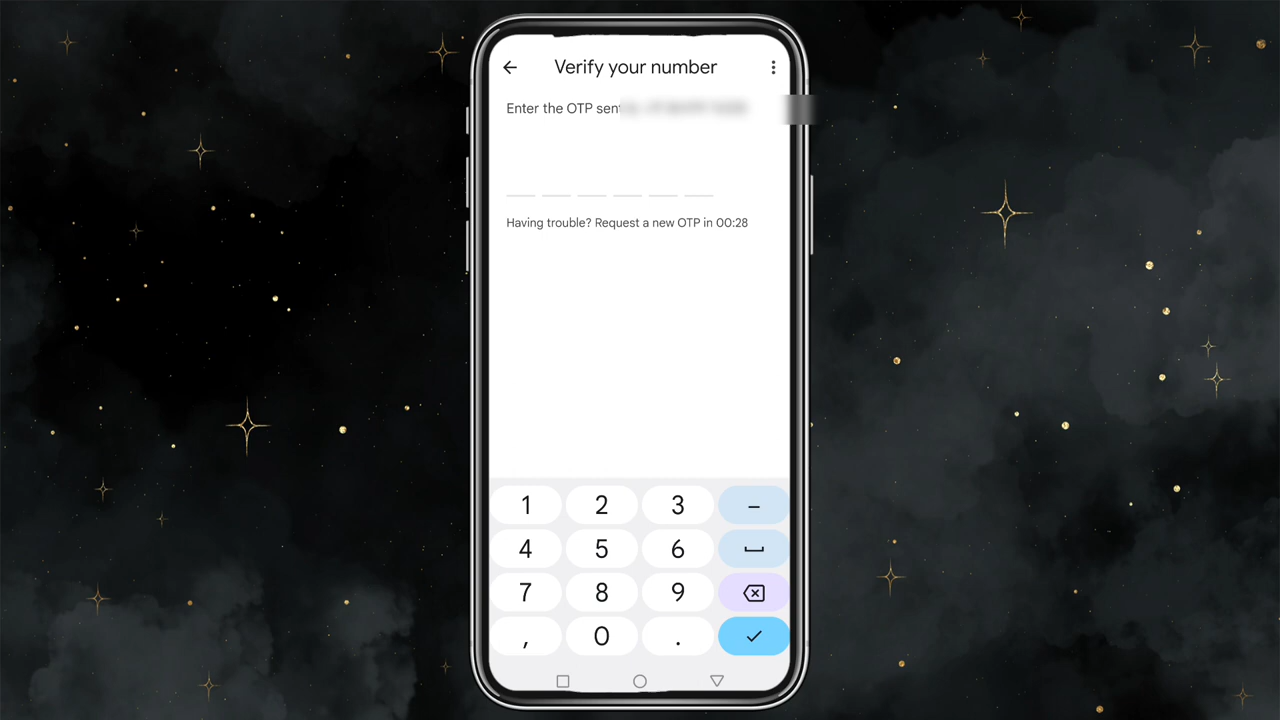 Verify your number
Enter the OTP sent
Having trouble? Request a new OTP in 00:28
1 2 3 –
4 5 6
7 8 9
, 0 .